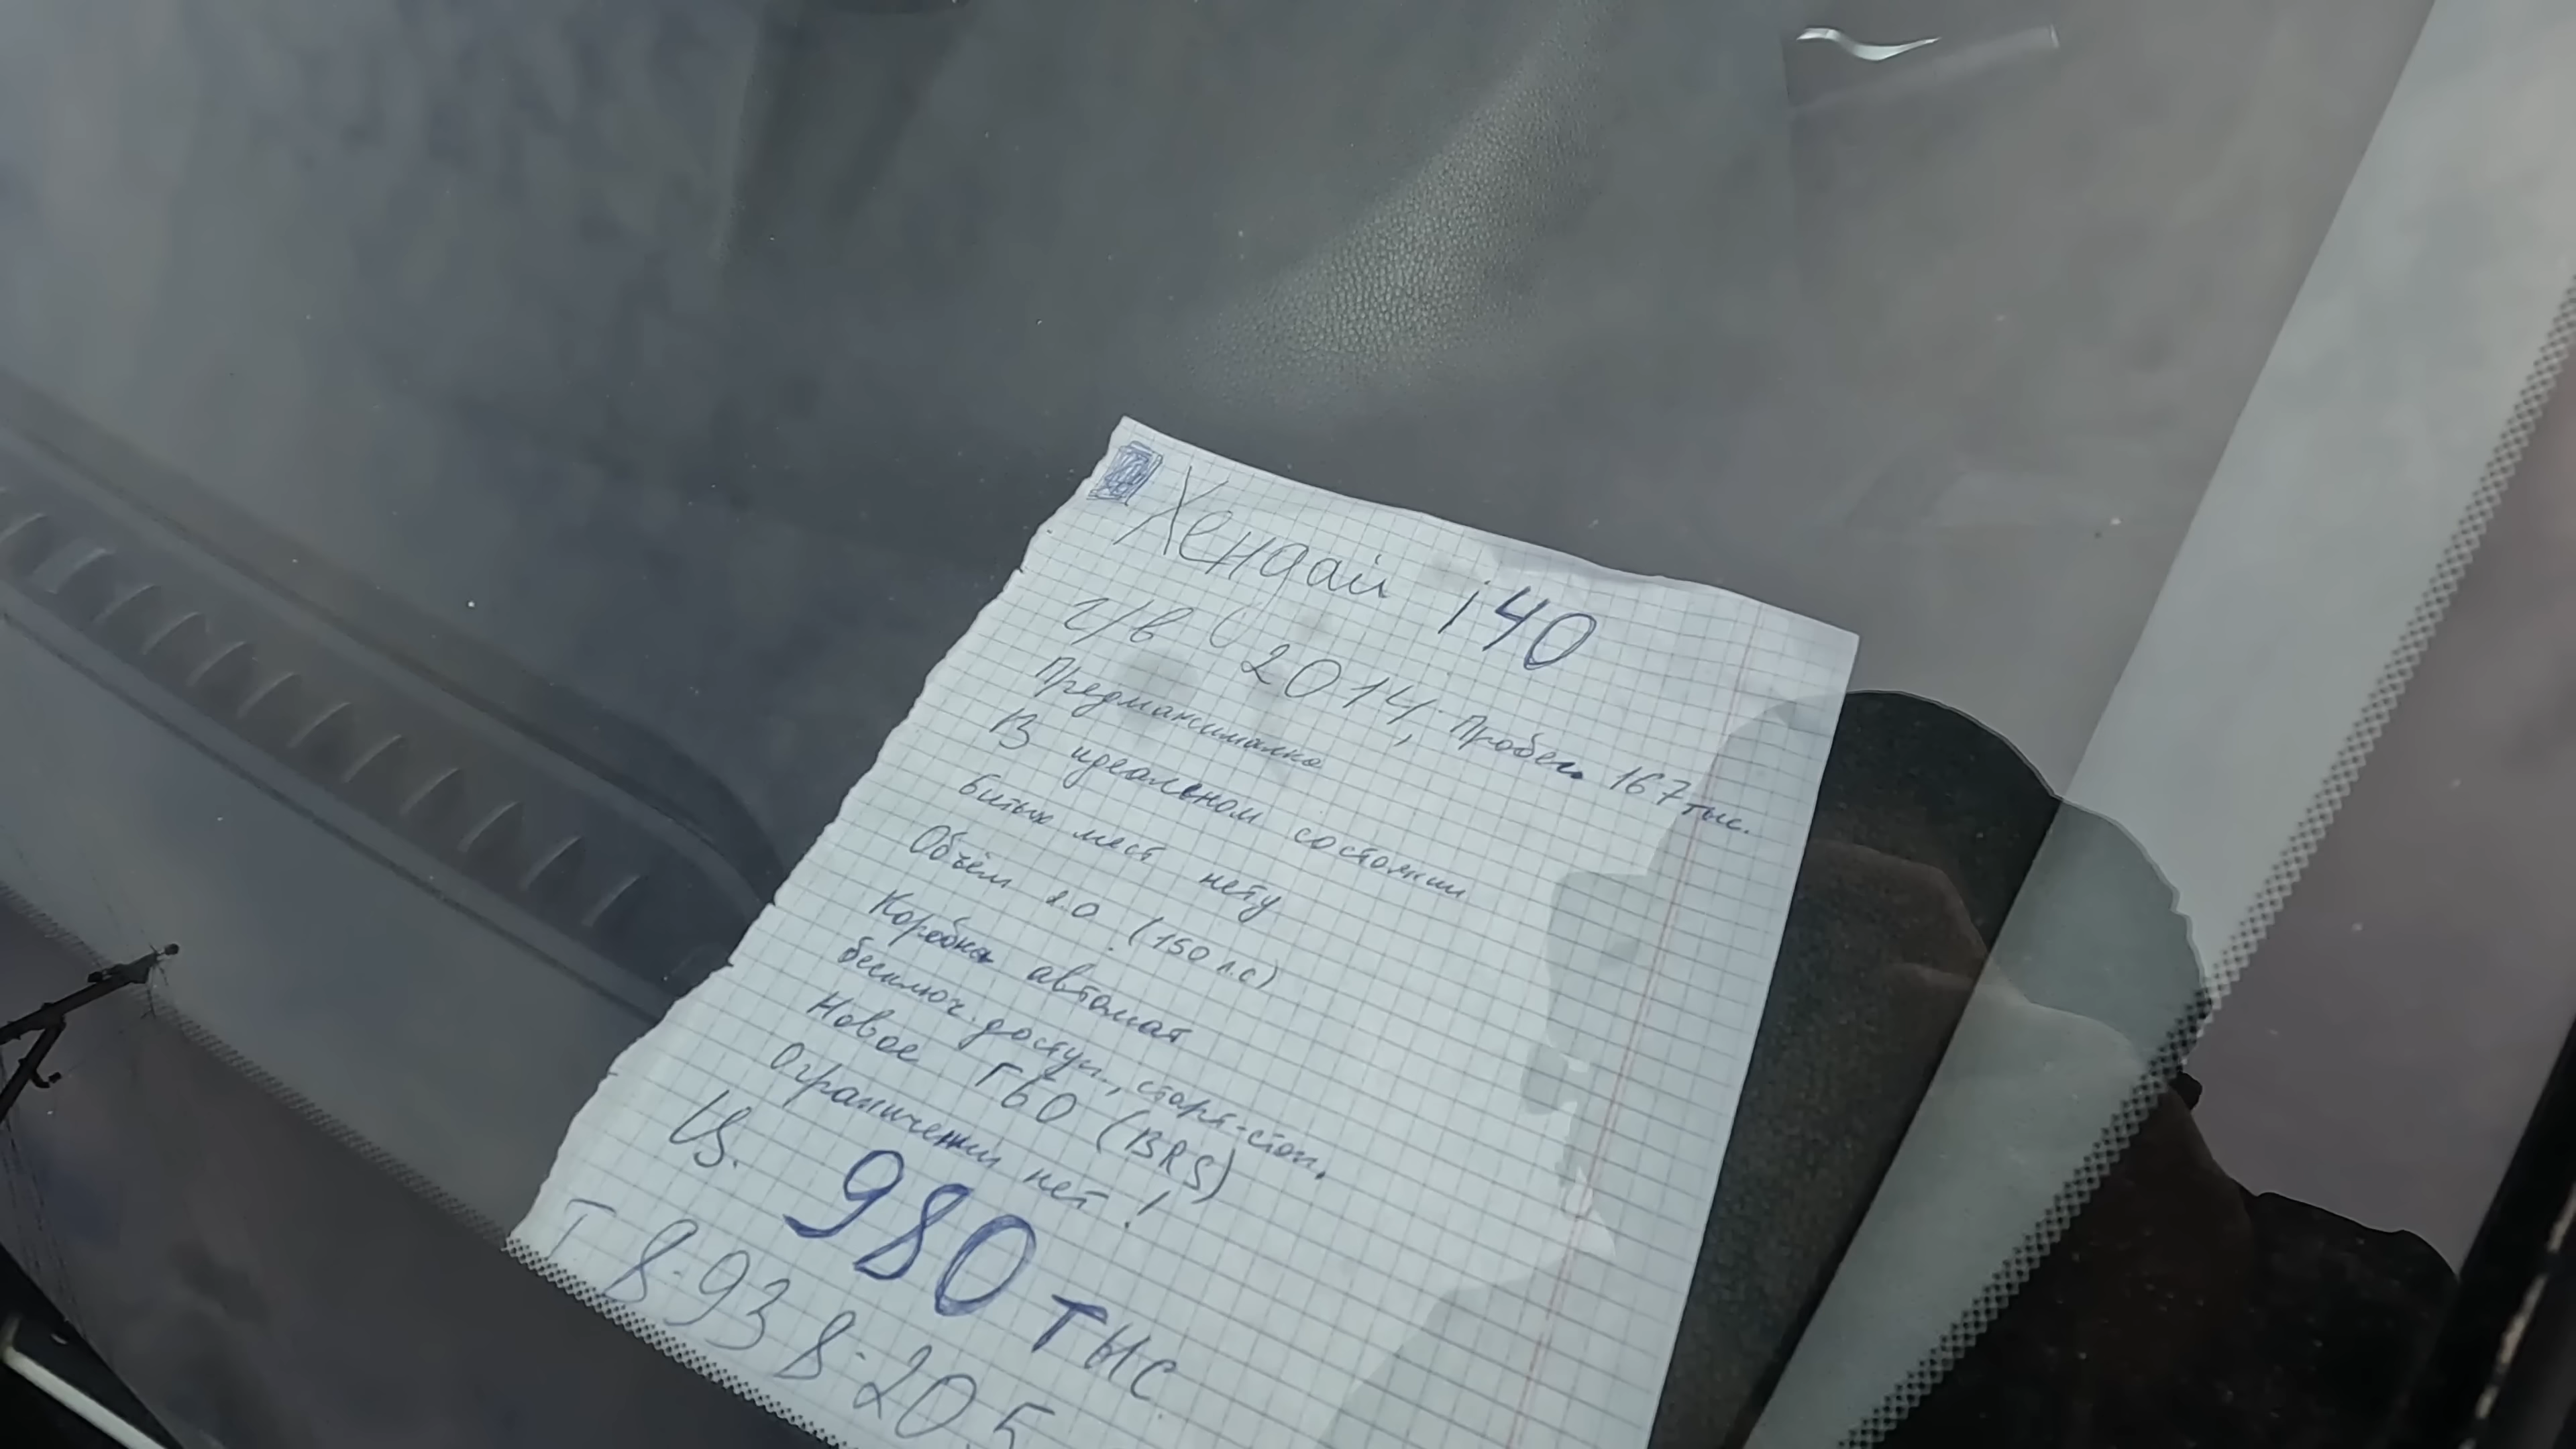 Хендай i40
г/в 2014, Пробег 167 тыс.
Предмаксималка
В идеальном состоянии
Битых мест нету
Объём 2.0 (150 л.с)
Коробка автомат
бесключ. доступ., старт-стоп.
Новое ГБО (BRS)
Ограничений нет!
Ц. 980 тыс
Т 8-938-205